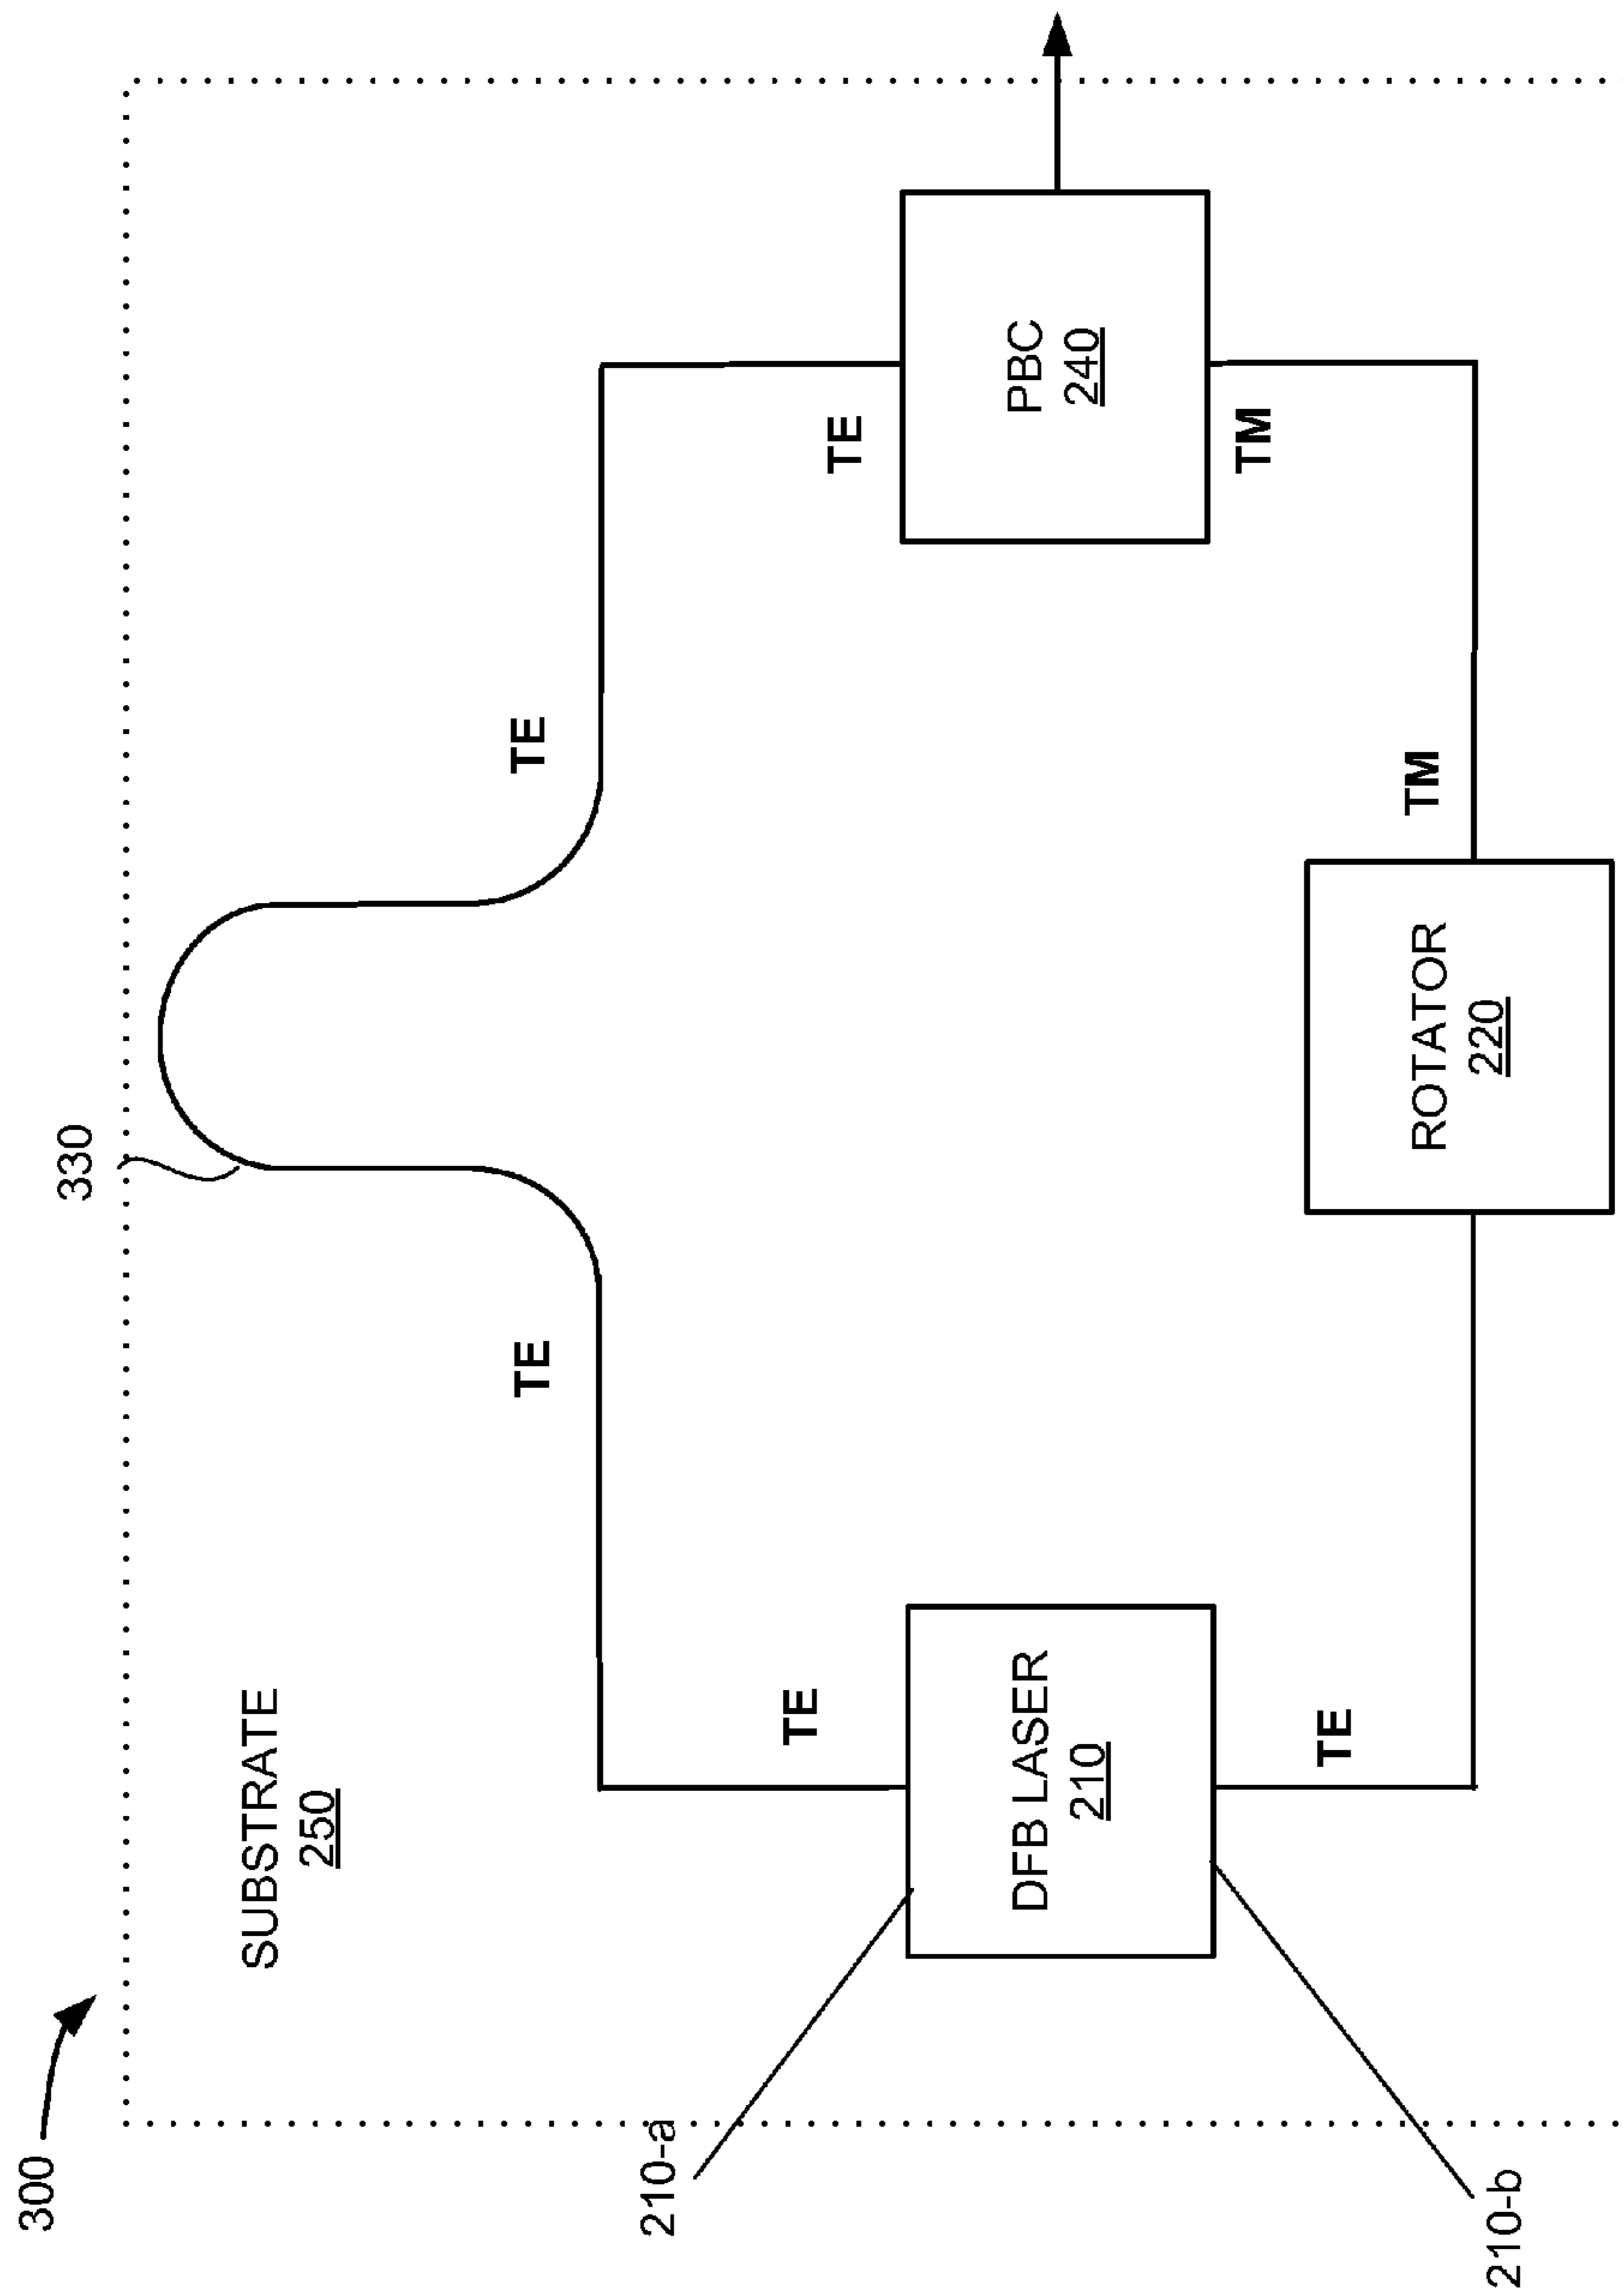 300
SUBSTRATE
250
330
210-a
210-b
DFB LASER
210
TE
TE
TE
TE
TE
ROTATOR
220
TM
TM
PBC
240